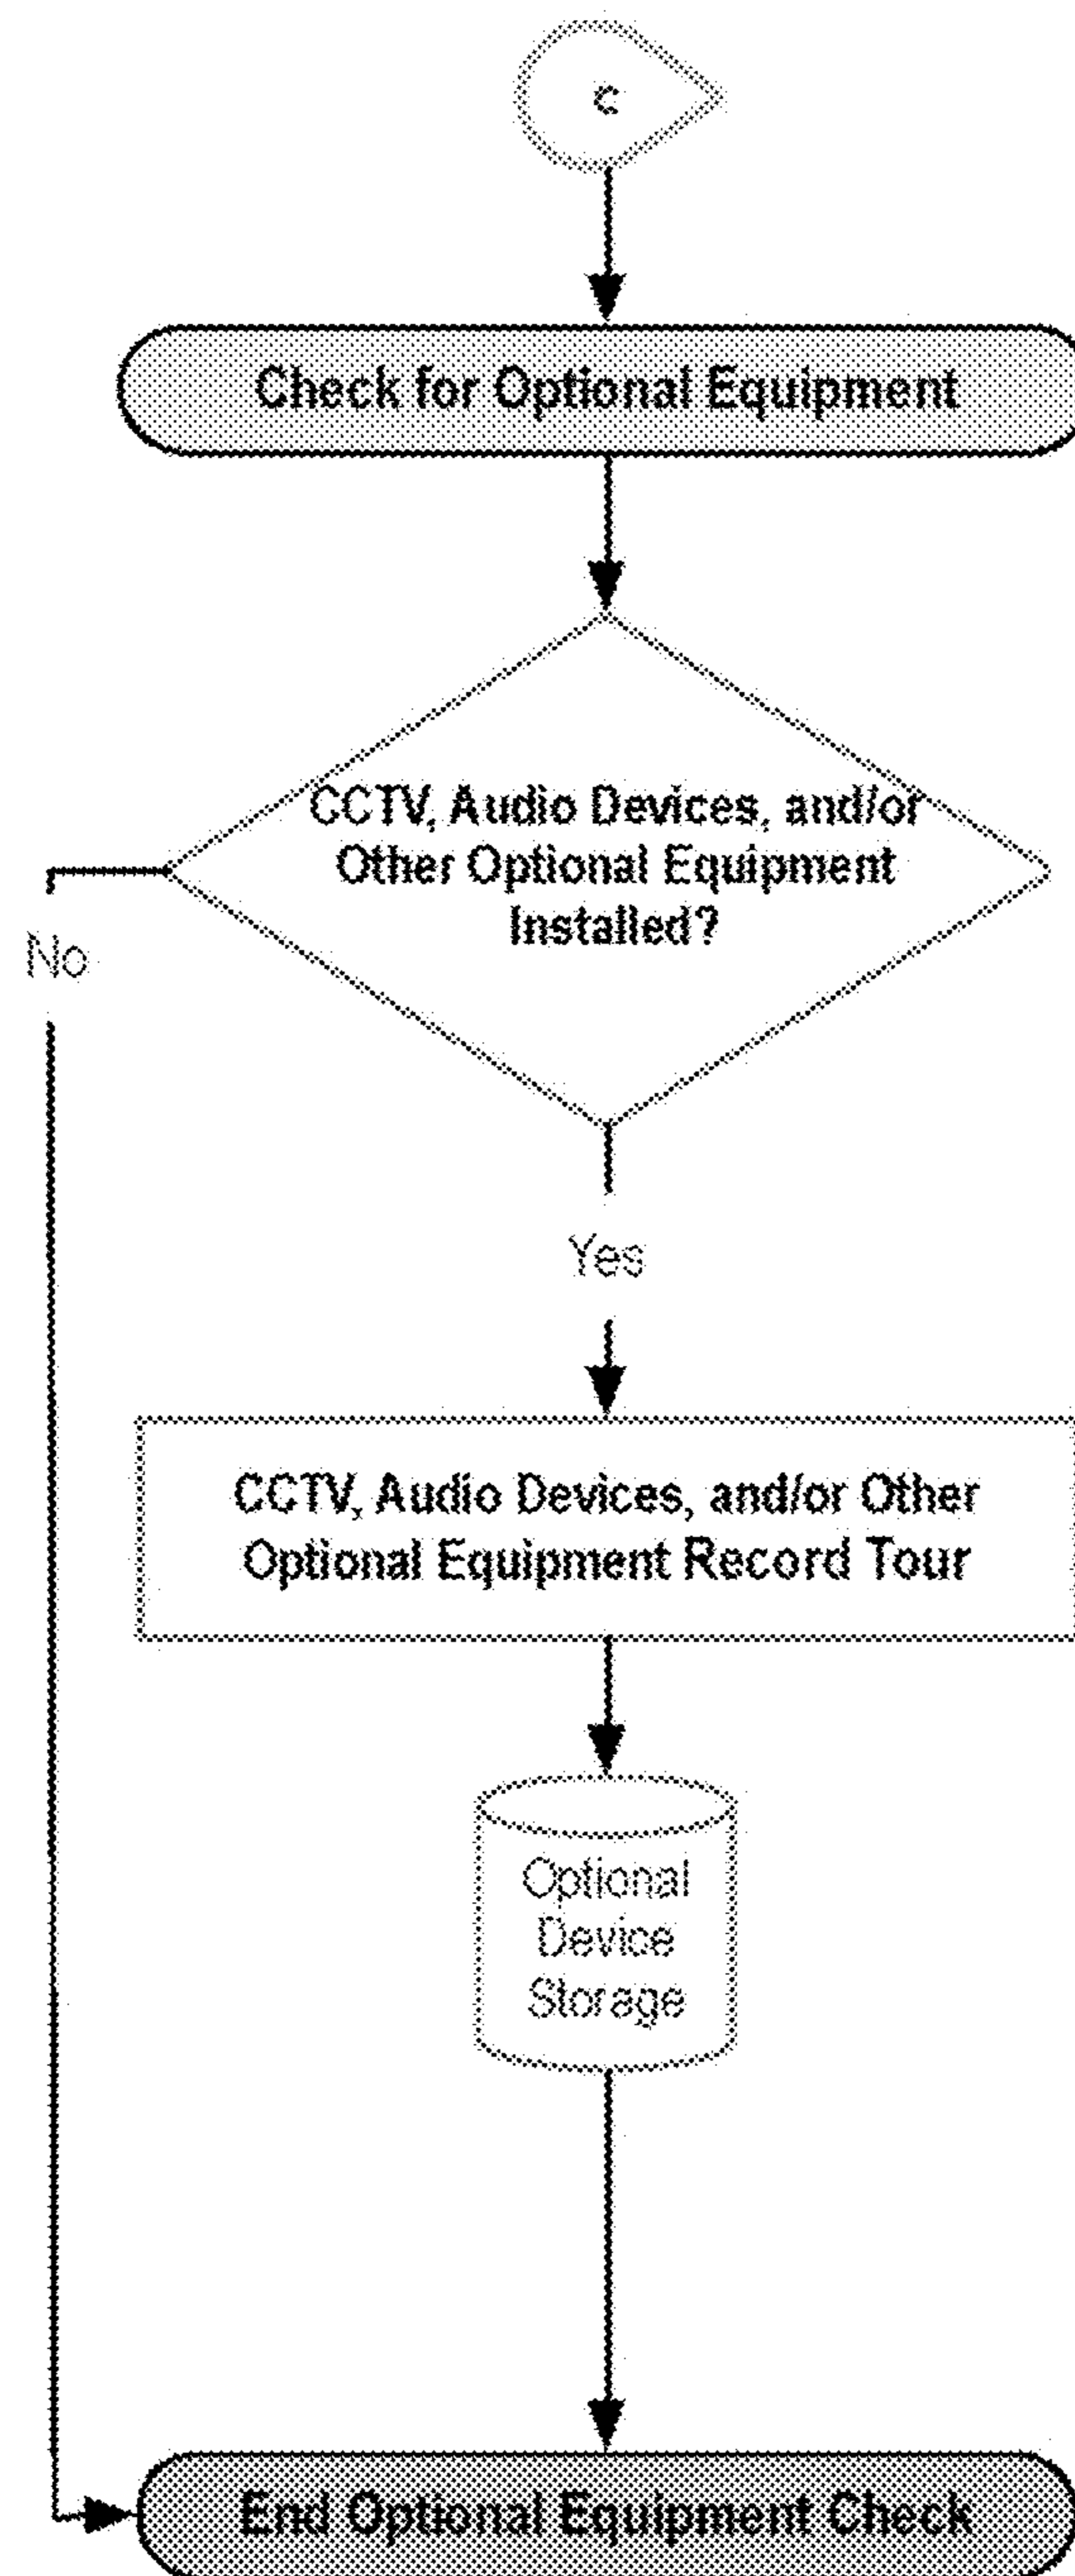 C
Check for Optional Equipment
CCTV, Audio Devices, and/or
Other Optional Equipment
Installed?
No
Yes
CCTV, Audio Devices, and/or Other
Optional Equipment Record Tour
Optional
Device
Storage
End Optional Equipment Check